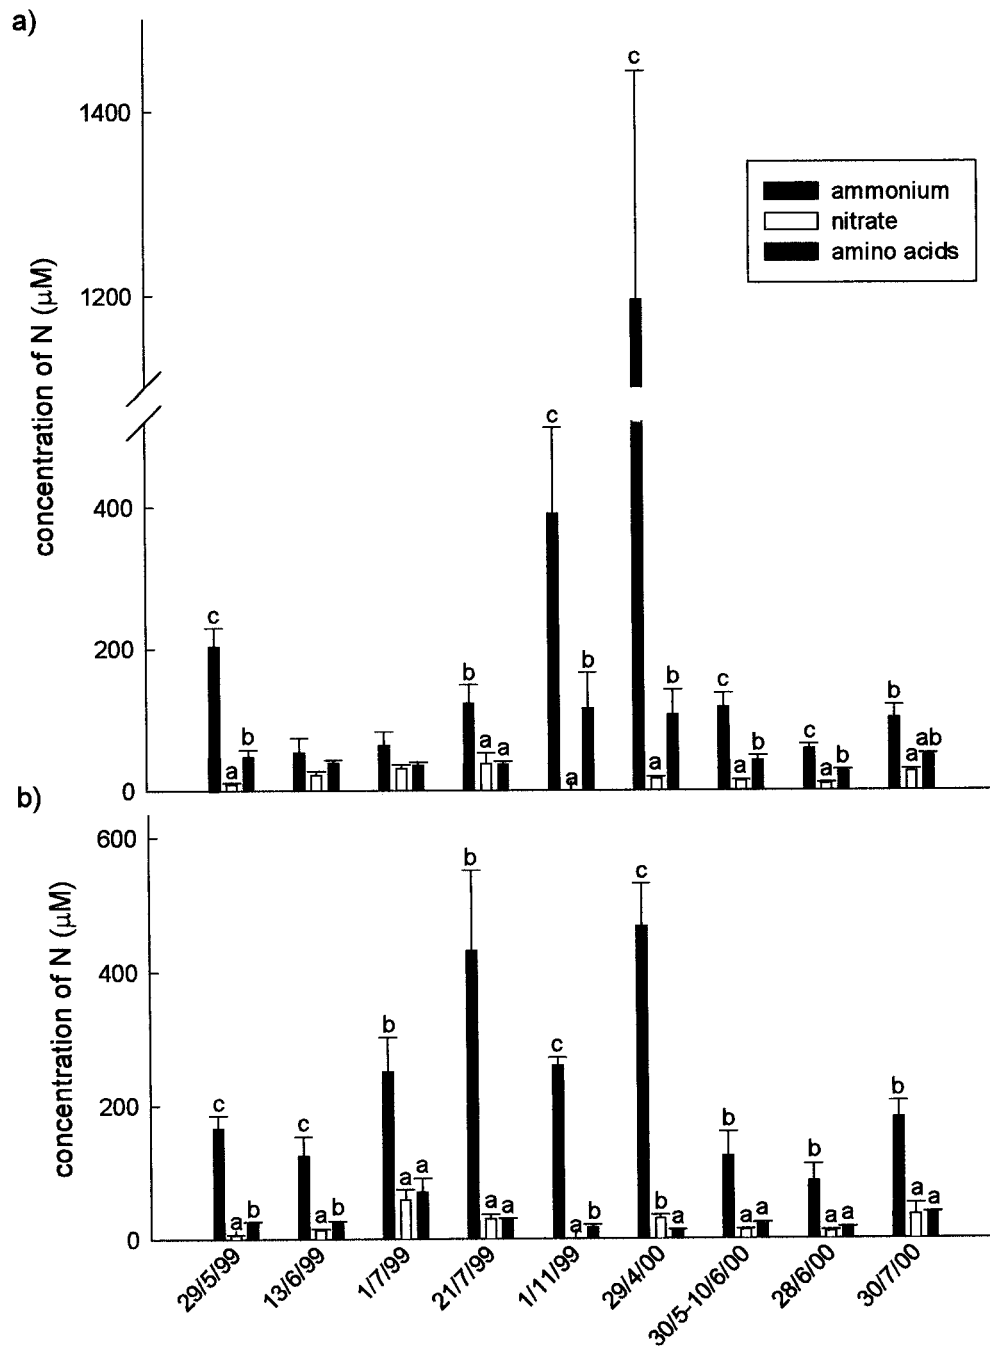 a)
c
1400
ammonium
nitrate
amino acids
1200
concentration of N (μM)
c
400
c
200
b
b
c
b
b
b
a
a
c
ab
a
a
b
a
b
a
a
a
0
b)
600
b
c
concentration of N (μM)
400
c
b
200
c
c
b
b
b
a
a
a
b
a
b
a
a
a
b
b
a
a
a
a
a
a
a
0
29/5/99
13/6/99
1/7/99
21/7/99
1/11/99
29/4/00
30/5-10/6/00
28/6/00
30/7/00